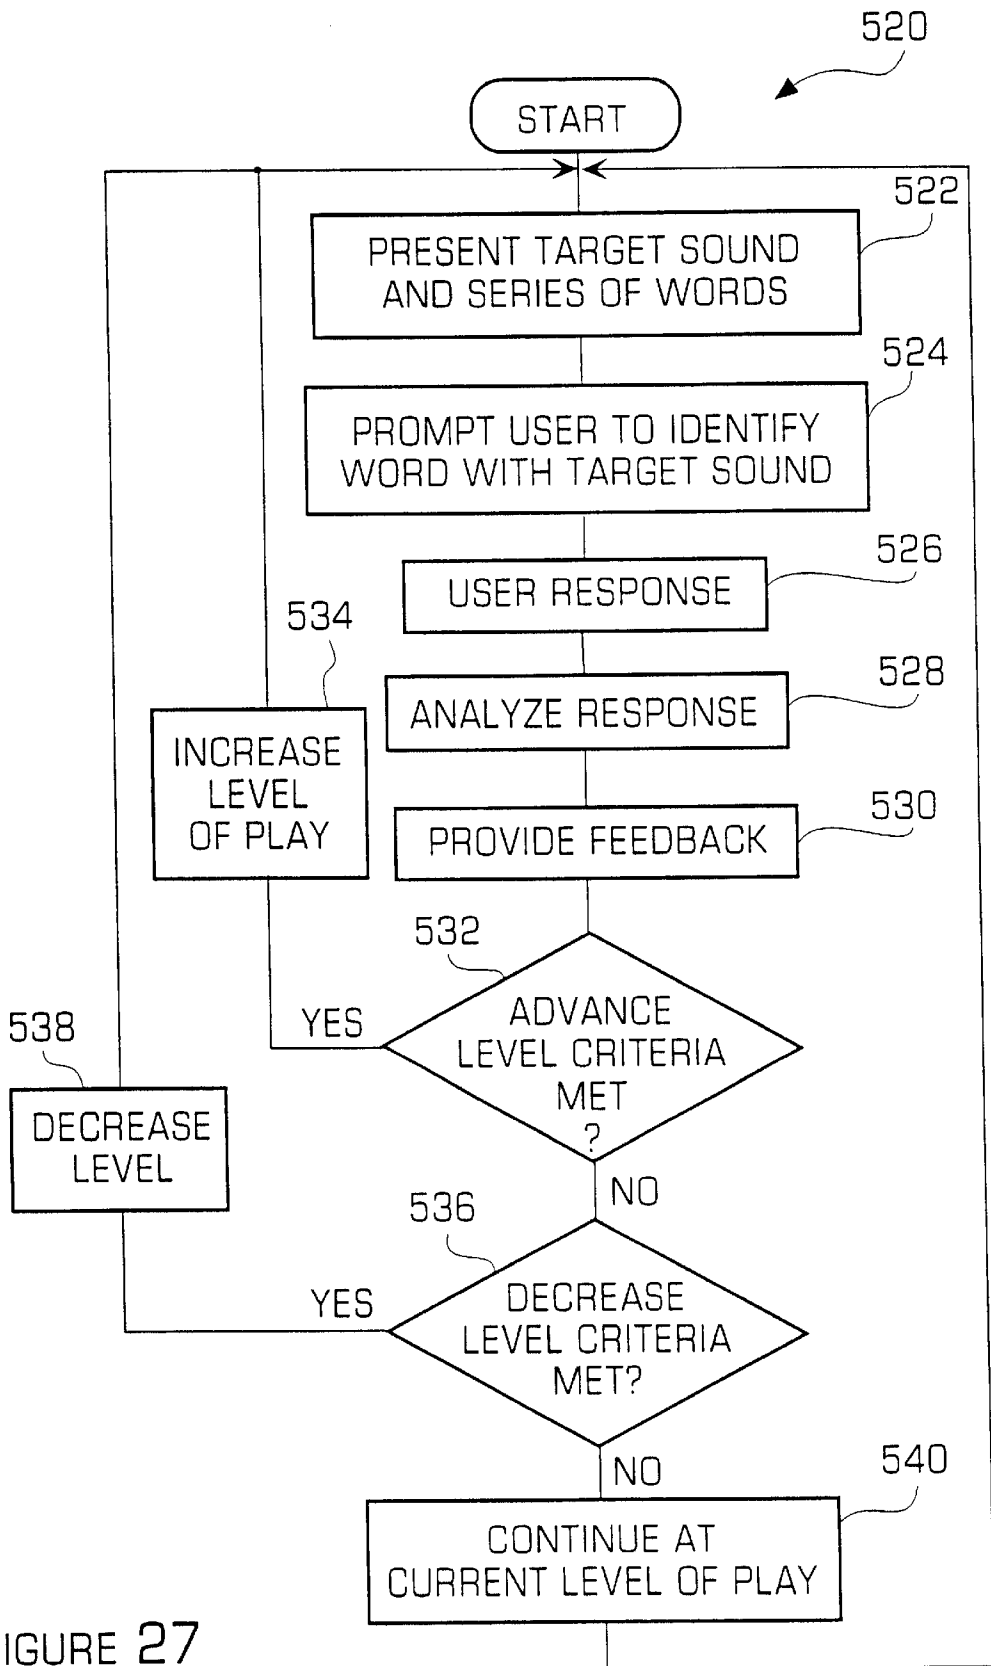 520
START
522
PRESENT TARGET SOUND
AND SERIES OF WORDS
524
PROMPT USER TO IDENTIFY
WORD WITH TARGET SOUND
526
USER RESPONSE
534
528
ANALYZE RESPONSE
INCREASE
LEVEL
OF PLAY
530
PROVIDE FEEDBACK
532
YES
ADVANCE
LEVEL CRITERIA
MET
?
538
DECREASE
LEVEL
NO
536
YES
DECREASE
LEVEL CRITERIA
MET?
NO
540
CONTINUE AT
CURRENT LEVEL OF PLAY
IGURE 27